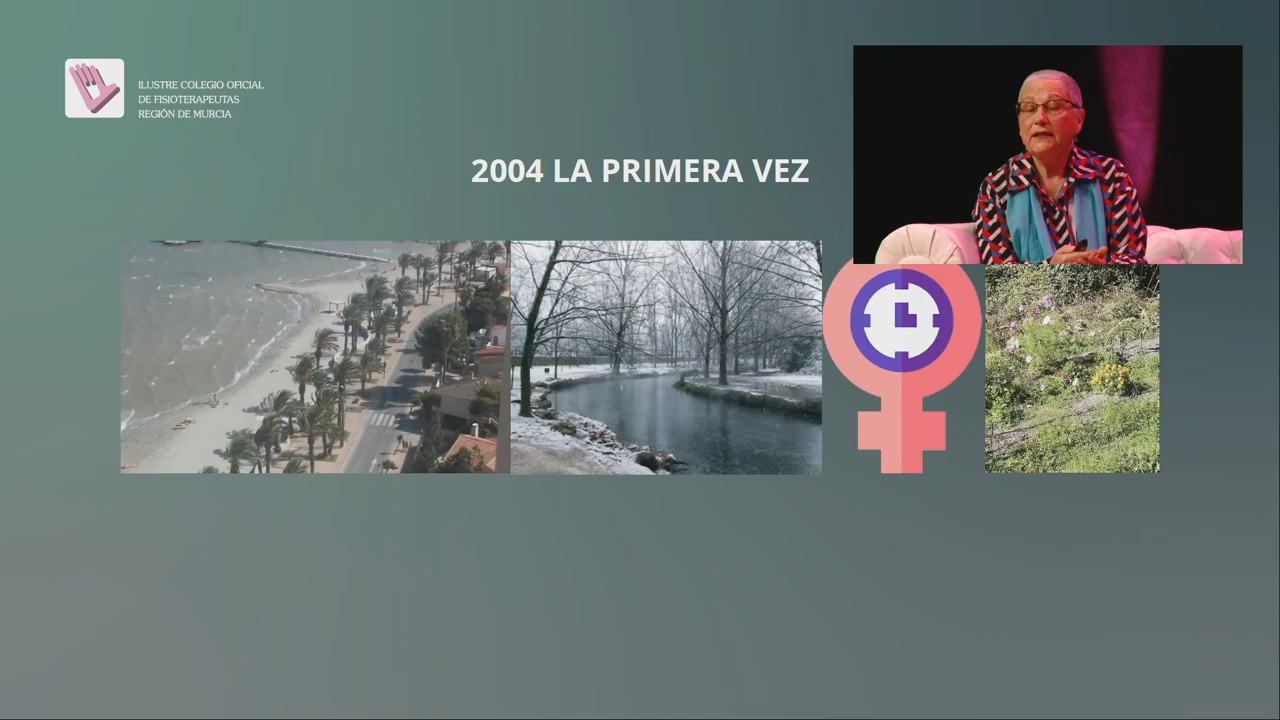 ILUSTRE COLEGIO OFICIAL
DE FISIOTERAPEUTAS
REGIÓN DE MURCIA
2004 LA PRIMERA VEZ